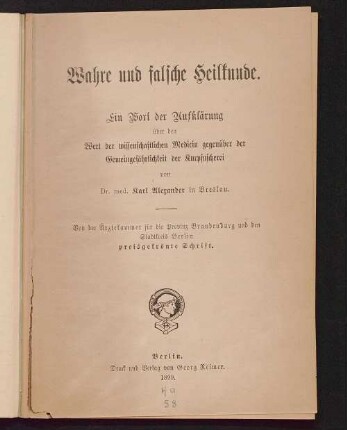 Wahre und falsche Heilkunde.
Ein Wort der Aufklärung
über den
Wert der wissenschaftlichen Medicin gegenüber der
Gemeingefährlichkeit der Kurpfuscherei
von
Dr. med. Karl Alexander in Breslau.
Von der Ärztekammer für die Provinz Brandenburg und den
Stadtkreis Berlin
preisgekrönte Schrift.
Berlin.
Druck und Verlag von Georg Reimer.
1899.
58